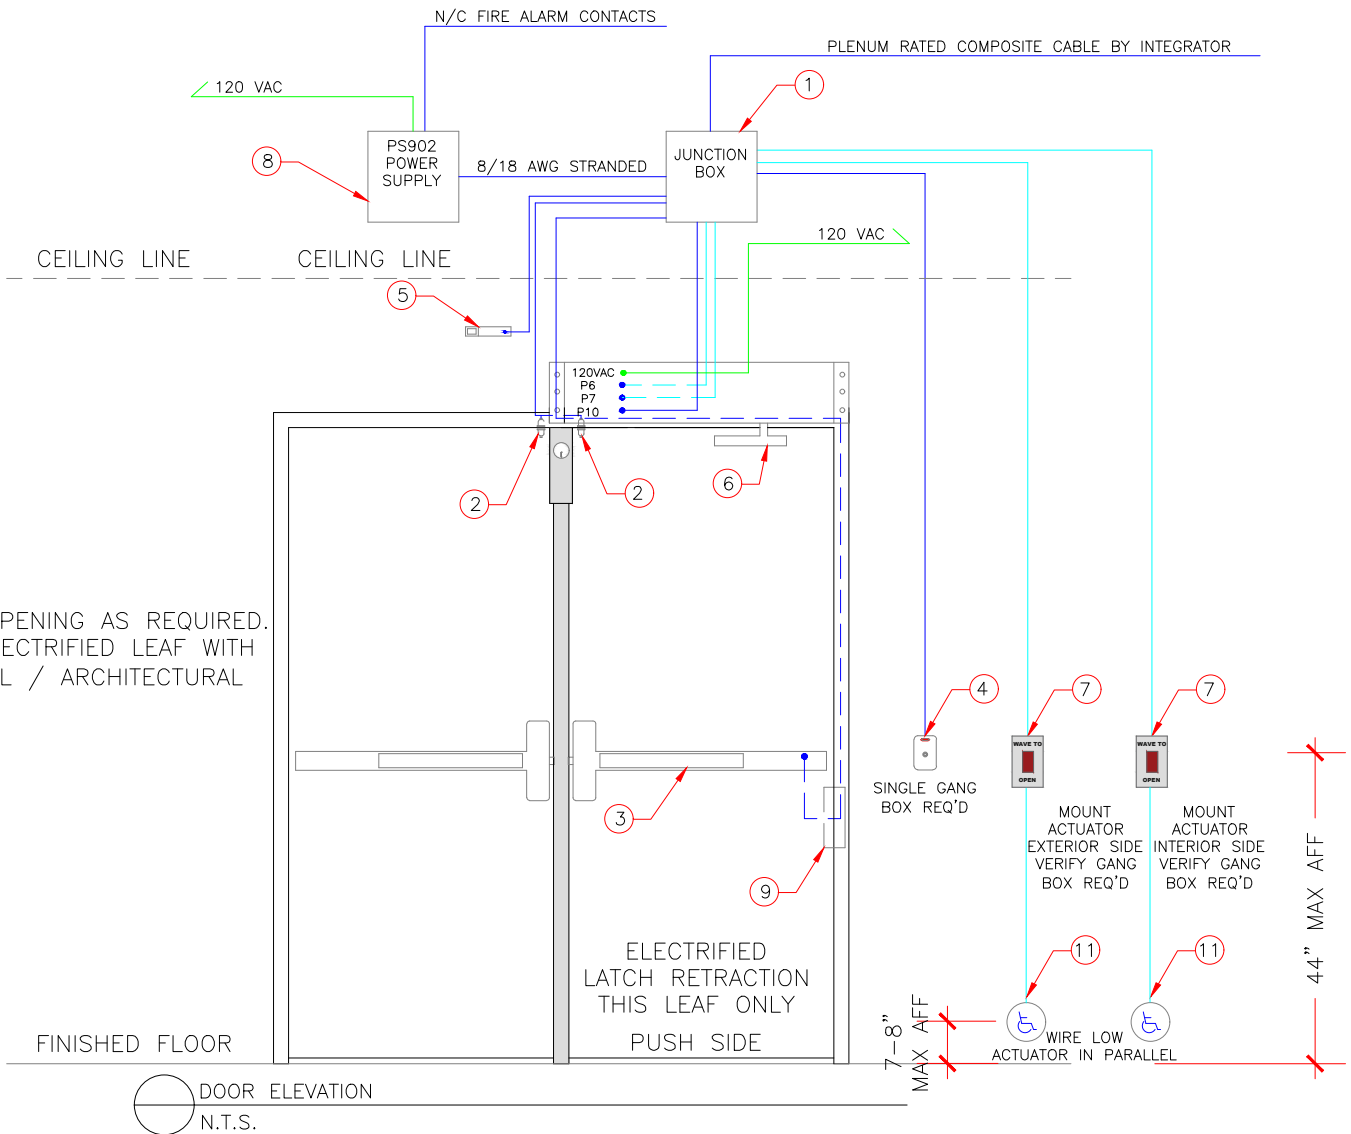 N/C FIRE ALARM CONTACTS
PLENUM RATED COMPOSITE CABLE BY INTEGRATOR
120 VAC
1
PS902
POWER
SUPPLY
8
8/18 AWG STRANDED
JUNCTION
BOX
120 VAC
CEILING LINE
CEILING LINE
5
120VAC
P6
P7
P10
2
2
6
PENING AS REQUIRED.
ECTRIFIED LEAF WITH
L / ARCHITECTURAL
4
7
7
WAVE TO
OPEN
WAVE TO
OPEN
SINGLE GANG
BOX REQ'D
3
MOUNT
ACTUATOR
EXTERIOR SIDE
VERIFY GANG
BOX REQ'D
MOUNT
ACTUATOR
INTERIOR SIDE
VERIFY GANG
BOX REQ'D
9
44" MAX AFF
ELECTRIFIED
LATCH RETRACTION
THIS LEAF ONLY
PUSH SIDE
11
11
7-8"
MAX AFF
WIRE LOW
ACTUATOR IN PARALLEL
FINISHED FLOOR
DOOR ELEVATION
N.T.S.